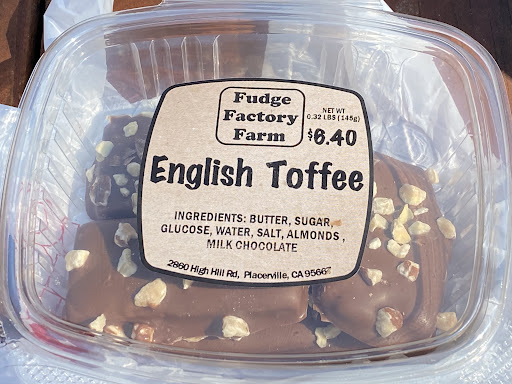 Fudge
Factory
Farm
NET WT
0.32 LBS (145g)
$6.40
English Toffee
INGREDIENTS: BUTTER, SUGAR,
GLUCOSE, WATER, SALT, ALMONDS ,
MILK CHOCOLATE
2860 High Hill Rd, Placerville, CA 95667